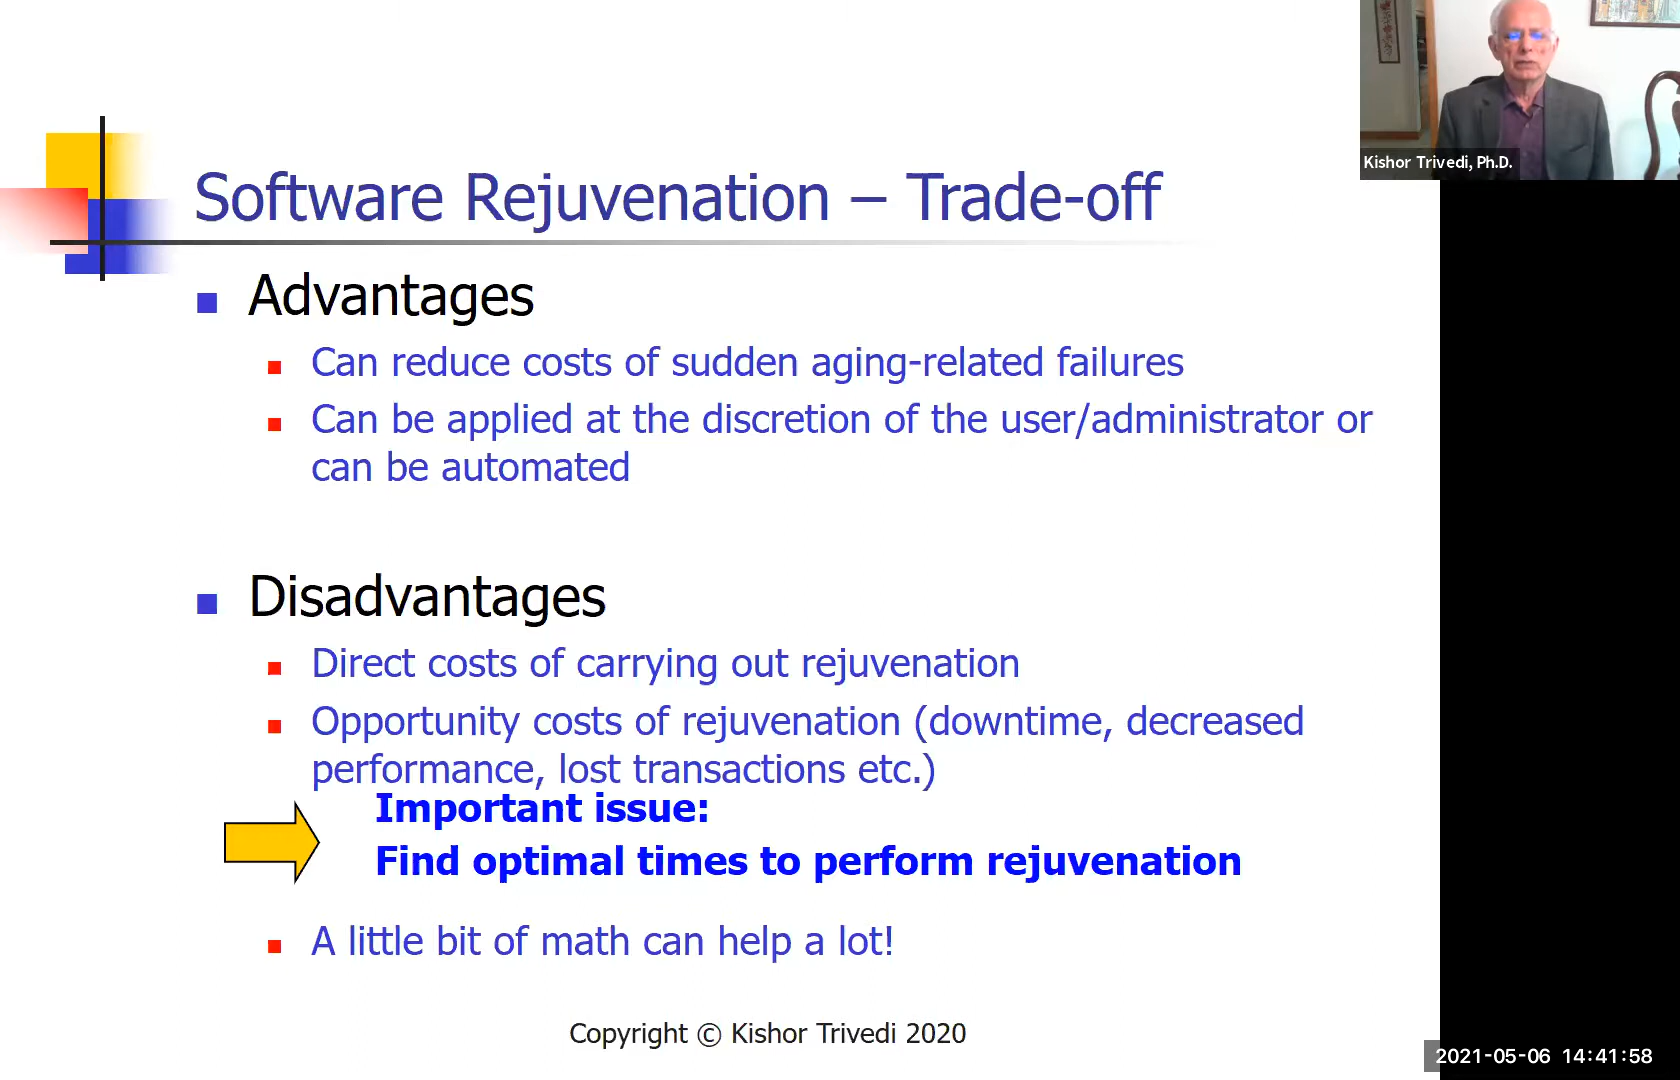 Kishor Trivedi, Ph.D.
Software Rejuvenation – Trade-off
Advantages
Can reduce costs of sudden aging-related failures
Can be applied at the discretion of the user/administrator or
can be automated
Disadvantages
Direct costs of carrying out rejuvenation
Opportunity costs of rejuvenation (downtime, decreased
performance, lost transactions etc.)
Important issue:
Find optimal times to perform rejuvenation
A little bit of math can help a lot!
Copyright © Kishor Trivedi 2020
2021-05-06 14:41:58